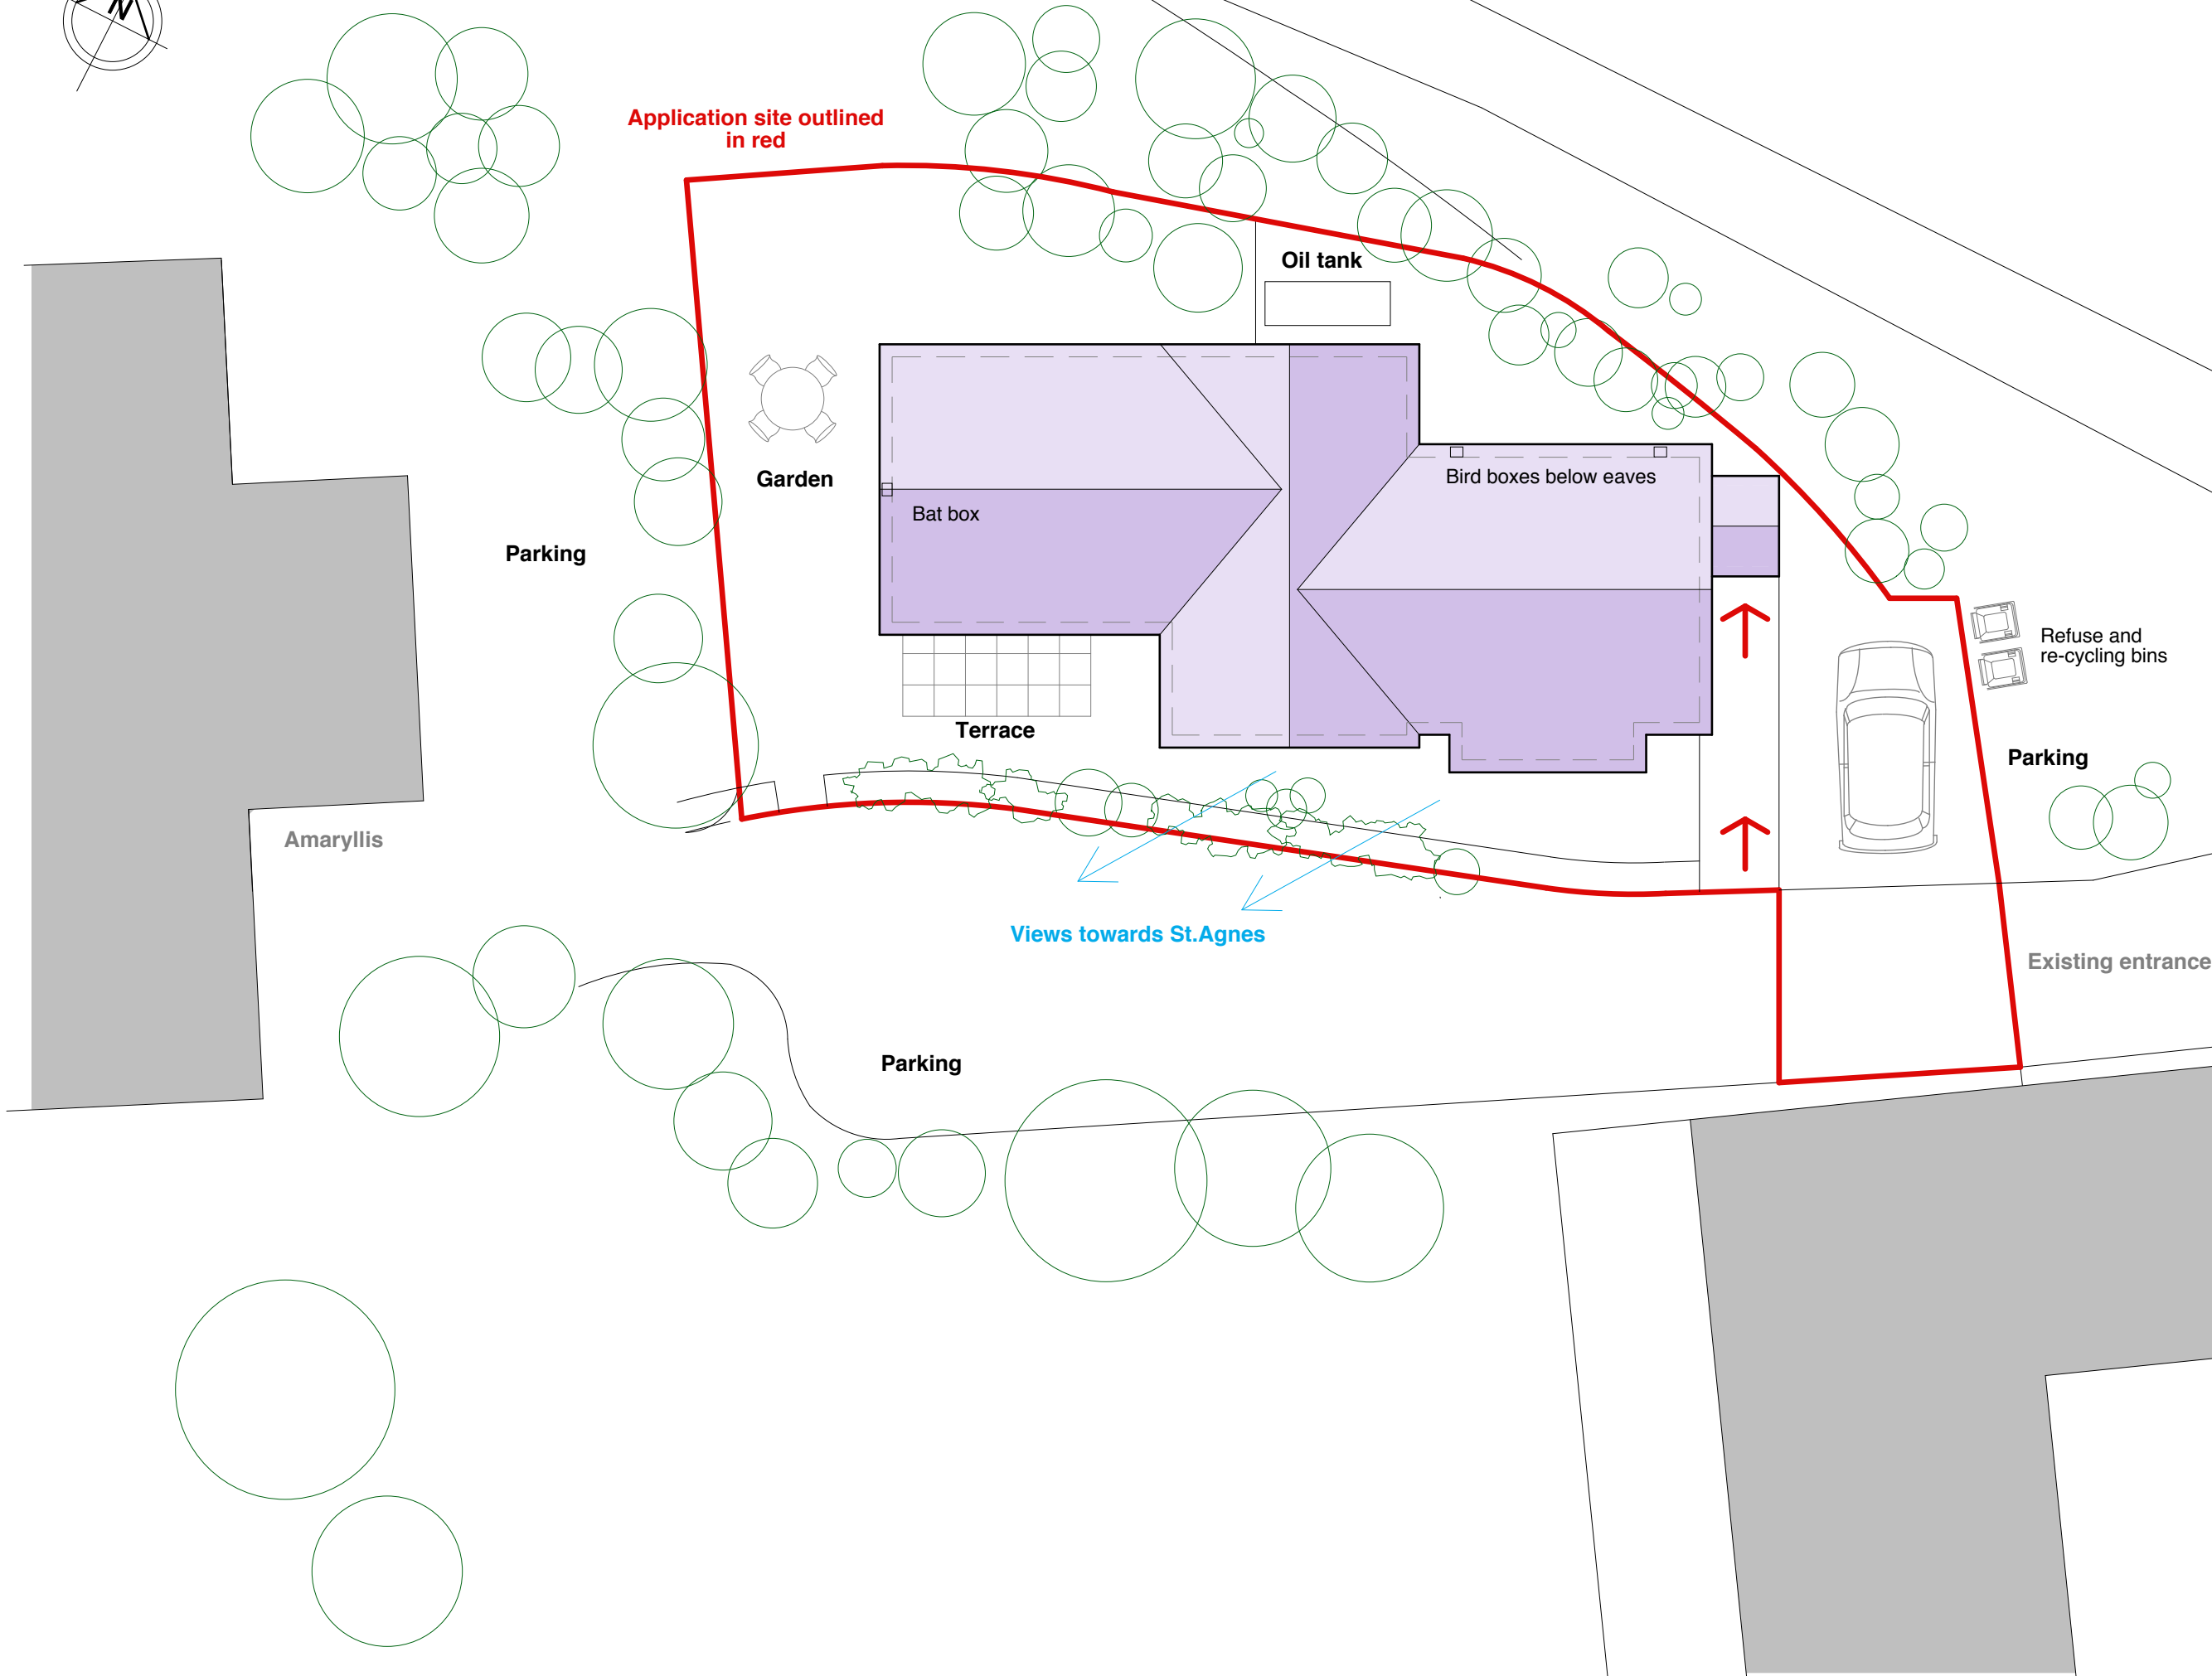 N
Application site outlined
in red
Oil tank
Bird boxes below eaves
Garden
Bat box
Parking
Refuse and
re-cycling bins
Terrace
Parking
Amaryllis
Views towards St.Agnes
Existing entrance
Parking